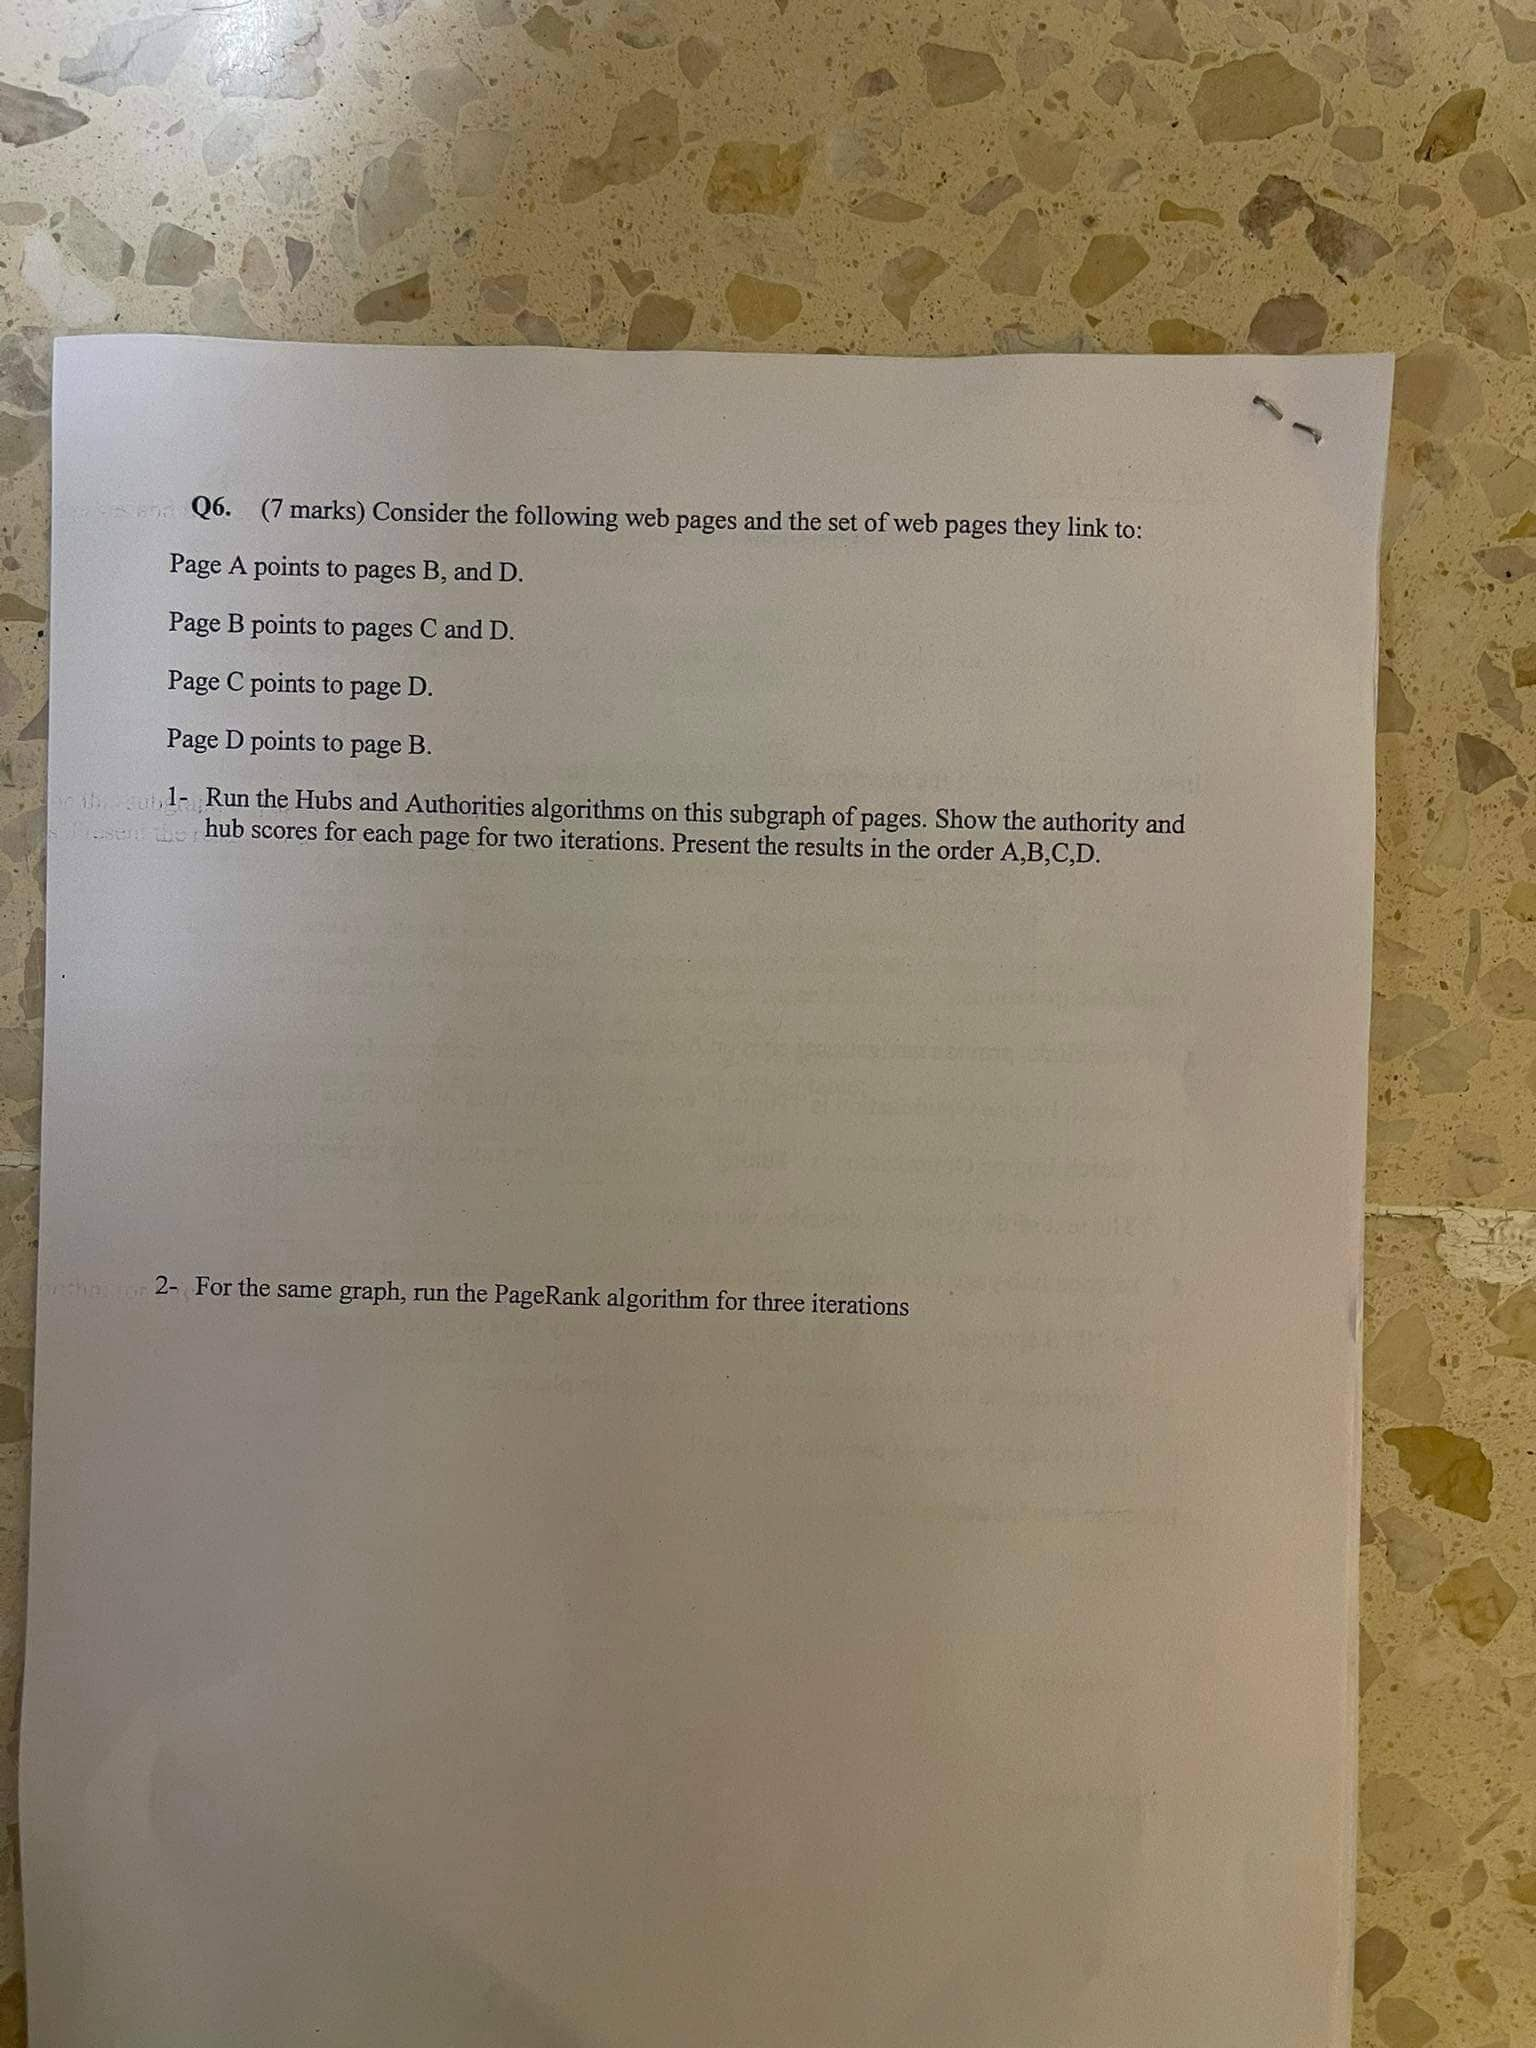 Q6. (7 marks) Consider the following web pages and the set of web pages they link to:
Page A points to pages B, and D.
Page B points to pages C and D.
Page C points to page D.
Page D points to page B.
1- Run the Hubs and Authorities algorithms on this subgraph of pages. Show the authority and
hub scores for each page for two iterations. Present the results in the order A,B,C,D.
2- For the same graph, run the PageRank algorithm for three iterations